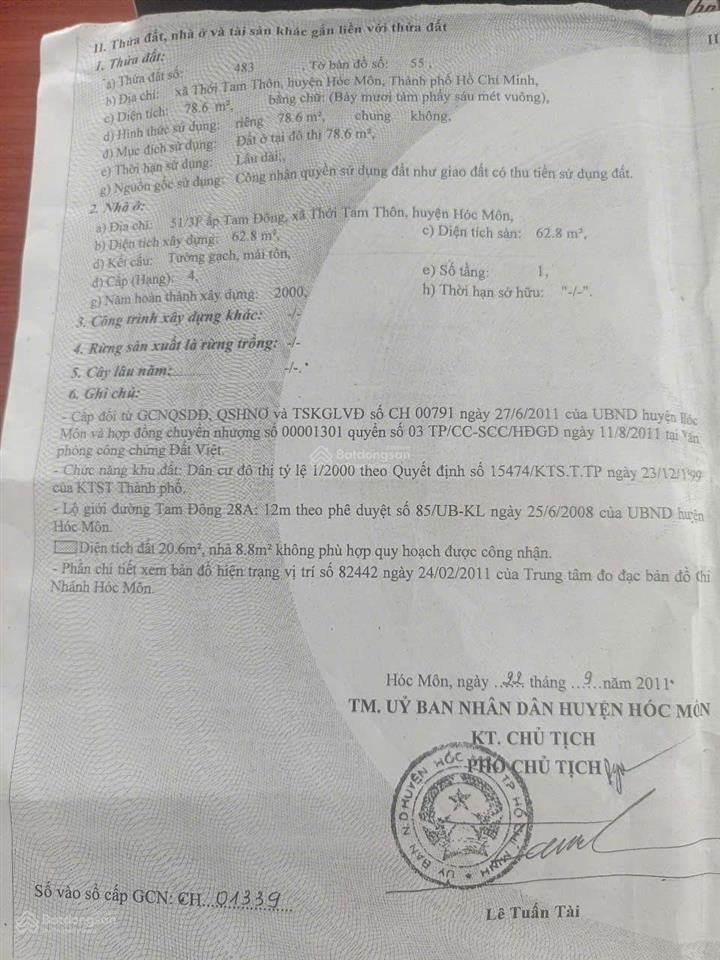 II. Thửa đất, nhà ở và tài sản khác gắn liền với thửa đất
1. Thửa đất:
a) Thửa đất số: 483 , Tờ bản đồ số: 55 ,
b) Địa chỉ: xã Thới Tam Thôn, huyện Hóc Môn, Thành phố Hồ Chí Minh,
c) Diện tích: 78.6 m², bằng chữ: (Bảy mươi tám phẩy sáu mét vuông),
d) Hình thức sử dụng: riêng 78.6 m², chung không,
đ) Mục đích sử dụng: Đất ở tại đô thị 78.6 m²,
e) Thời hạn sử dụng: Lâu dài;,
g) Nguồn gốc sử dụng: Công nhận quyền sử dụng đất như giao đất có thu tiền sử dụng đất.
2. Nhà ở:
a) Địa chỉ: 51/3F ấp Tam Đông, xã Thới Tam Thôn, huyện Hóc Môn,
b) Diện tích xây dựng: 62.8 m², c) Diện tích sàn: 62.8 m²,
d) Kết cấu: Tường gạch, mái tôn,
đ) Cấp (Hạng): 4, e) Số tầng: 1,
g) Năm hoàn thành xây dựng: 2000, h) Thời hạn sở hữu: "-/-".
3. Công trình xây dựng khác: -/-
4. Rừng sản xuất là rừng trồng: -/-
5. Cây lâu năm: -/-.
6. Ghi chú:
- Cấp đổi từ GCNQSDĐ, QSHNỞ và TSKGLVĐ số CH 00791 ngày 27/6/2011 của UBND huyện Hóc
Môn và hợp đồng chuyển nhượng số 00001301 quyển số 03 TP/CC-SCC/HĐGD ngày 11/8/2011 tại Văn
phòng công chứng Đất Việt.
- Chức năng khu đất: Dân cư đô thị tỷ lệ 1/2000 theo Quyết định số 15474/KTS.T.TP ngày 23/12/1999
của KTST Thành phố.
- Lộ giới đường Tam Đông 28A: 12m theo phê duyệt số 85/UB-KL ngày 25/6/2008 của UBND huyện
Hóc Môn.
Diện tích đất 20.6m², nhà 8.8m² không phù hợp quy hoạch được công nhận.
- Phần chi tiết xem bản đồ hiện trạng vị trí số 82442 ngày 24/02/2011 của Trung tâm đo đạc bản đồ Chi
Nhánh Hóc Môn.
Batdongsan
Hóc Môn, ngày 22 tháng 9 năm 2011
TM. UỶ BAN NHÂN DÂN HUYỆN HÓC MÔN
KT. CHỦ TỊCH
PHÓ CHỦ TỊCH
ỦY BAN N.D HUYỆN HÓC MÔN TP HỒ CHÍ MINH
Số vào sổ cấp GCN: CH 01339
Lê Tuấn Tài
Batdongsan